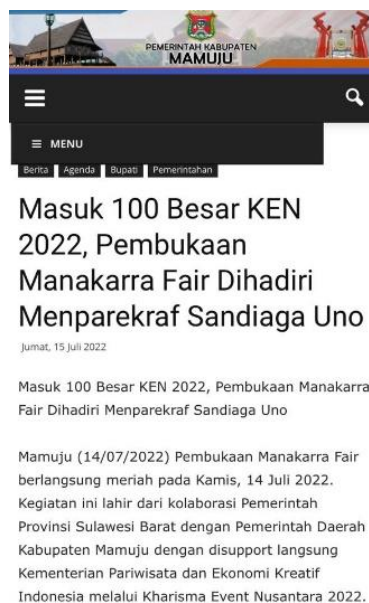 PEMERINTAH KABUPATEN
MAMUJU
MENU
Berita Agenda Bupati Pemerintahan
Masuk 100 Besar KEN
2022, Pembukaan
Manakarra Fair Dihadiri
Menparekraf Sandiaga Uno
Jumat, 15 Juli 2022
Masuk 100 Besar KEN 2022, Pembukaan Manakarra
Fair Dihadiri Menparekraf Sandiaga Uno
Mamuju (14/07/2022) Pembukaan Manakarra Fair
berlangsung meriah pada Kamis, 14 Juli 2022.
Kegiatan ini lahir dari kolaborasi Pemerintah
Provinsi Sulawesi Barat dengan Pemerintah Daerah
Kabupaten Mamuju dengan disupport langsung
Kementerian Pariwisata dan Ekonomi Kreatif
Indonesia melalui Kharisma Event Nusantara 2022.